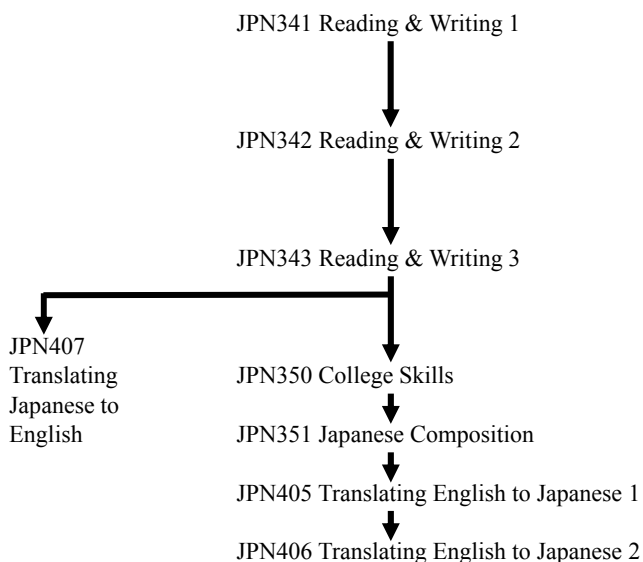 JPN341 Reading & Writing 1
JPN342 Reading & Writing 2
JPN343 Reading & Writing 3
JPN407
Translating
Japanese to
English
JPN350 College Skills
JPN351 Japanese Composition
JPN405 Translating English to Japanese 1
JPN406 Translating English to Japanese 2